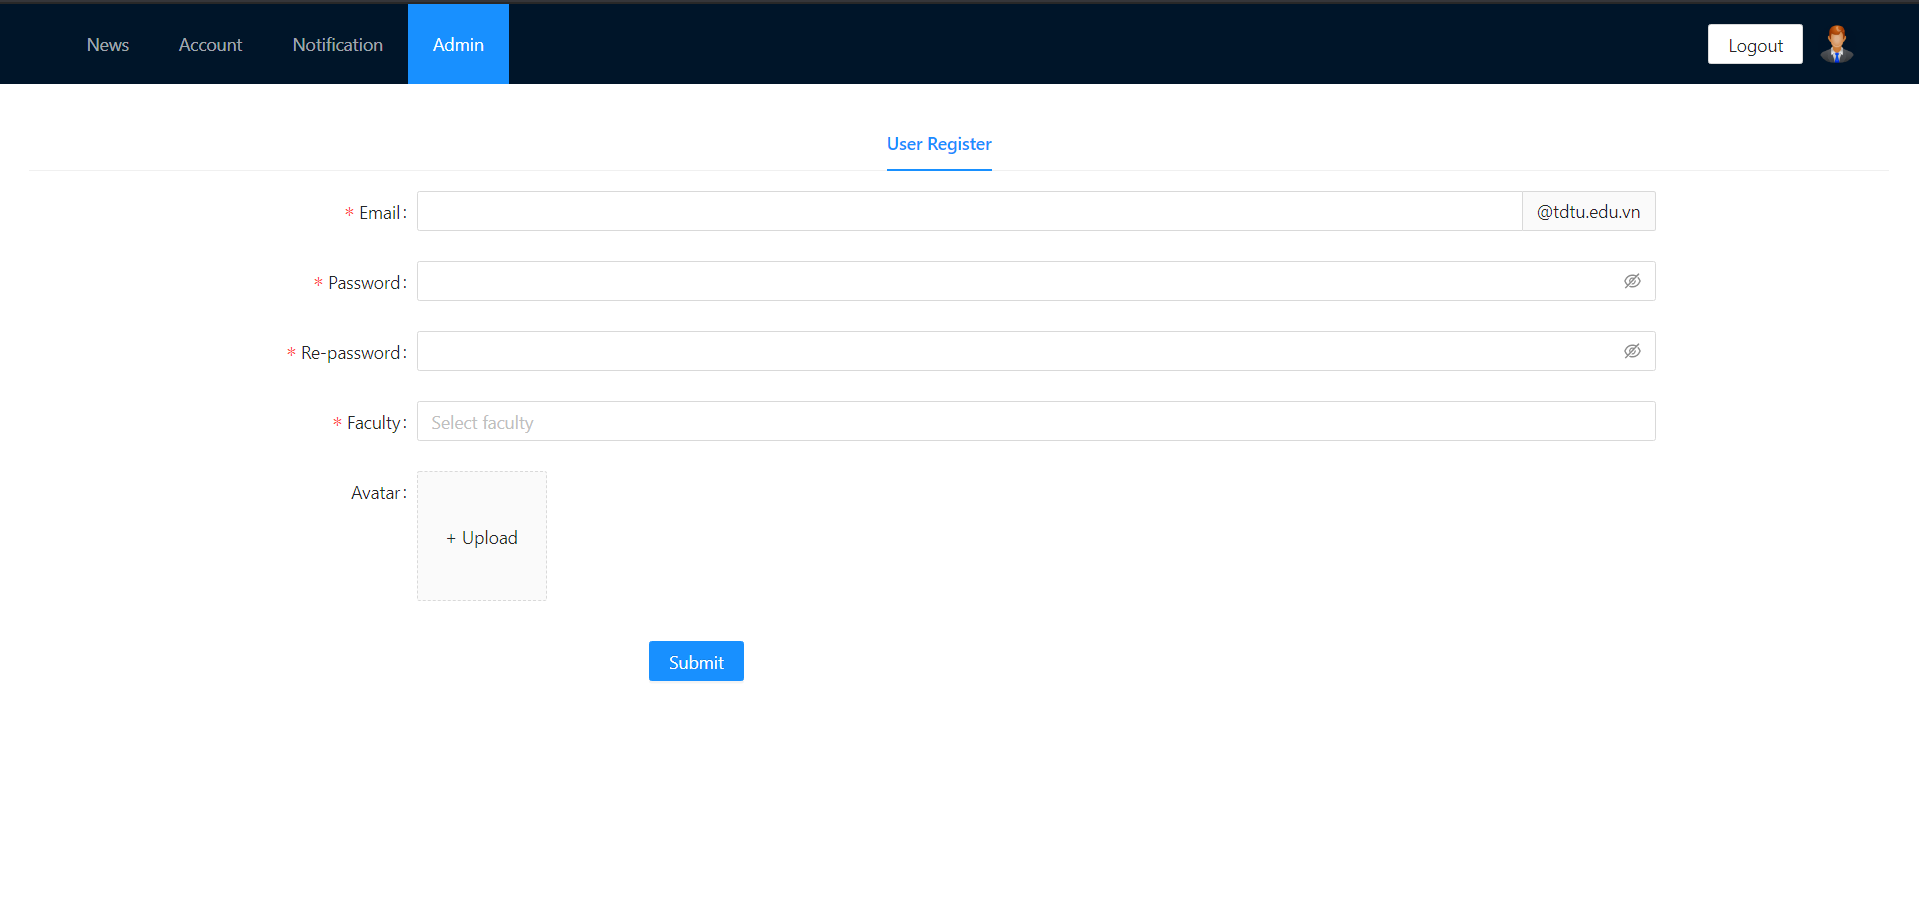 News Account Notification Admin Logout
User Register
* Email: @tdtu.edu.vn
* Password:
* Re-password:
* Faculty: Select faculty
Avatar:
+ Upload
Submit